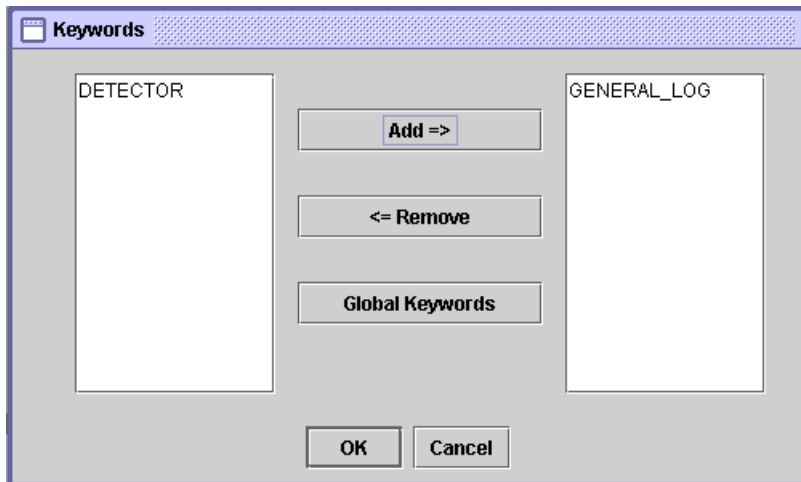 Keywords
DETECTOR
GENERAL_LOG
Add =>
<= Remove
Global Keywords
OK
Cancel